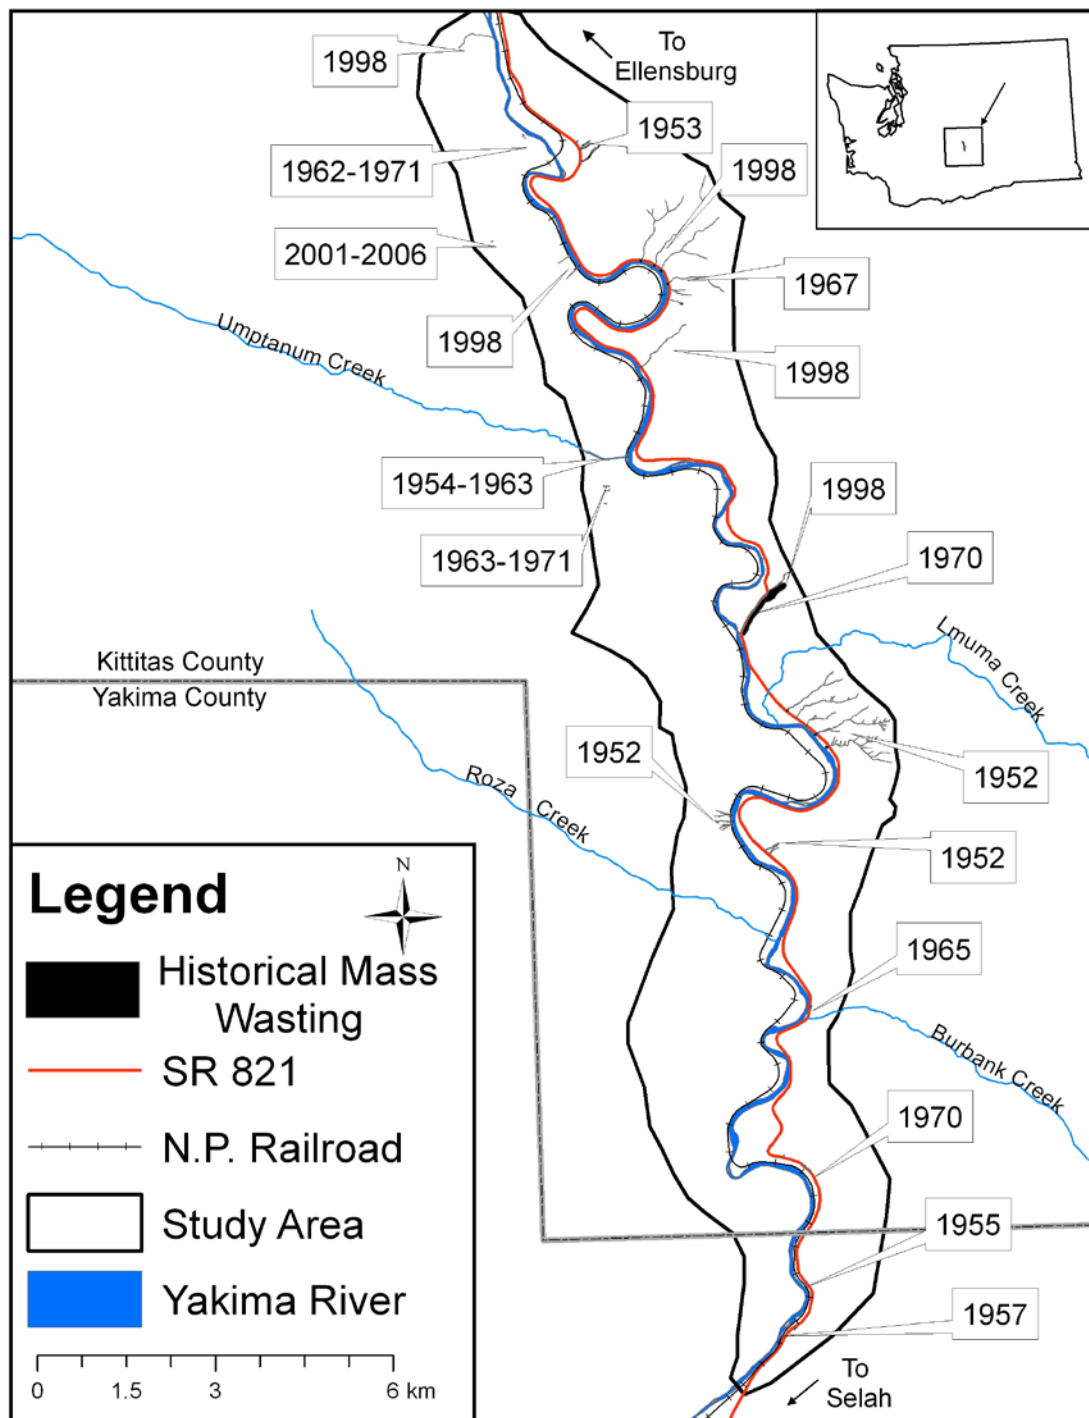 To
Ellensburg
1998
1953
1962-1971
1998
2001-2006
1967
Umptanum Creek
1998
1998
1954-1963
1998
1963-1971
1970
Lmuma Creek
Kittitas County
Yakima County
1952
1952
Roza Creek
1952
1965
Burbank Creek
1970
1955
1957
To
Selah
Legend
N
Historical Mass
Wasting
SR 821
N.P. Railroad
Study Area
Yakima River
0 1.5 3 6 km